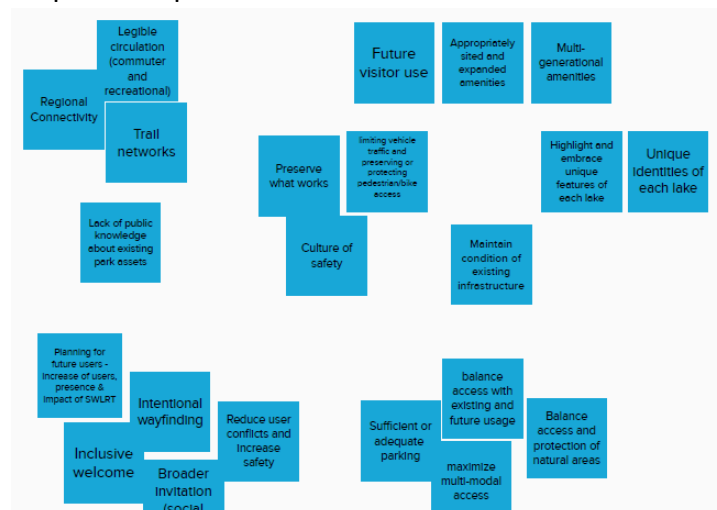 Legible
circulation
(commuter
and
recreational)
Regional
Connectivity
Trail
networks
Future
visitor use
Appropriately
sited and
expanded
amenities
Multi-
generational
amenities
Preserve
what works
limiting vehicle
traffic and
preserving or
protecting
pedestrian/bike
access
Highlight and
embrace
unique
features of
each lake
Unique
identities of
each lake
Lack of public
knowledge
about existing
park assets
Culture of
safety
Maintain
condition of
existing
infrastructure
Planning for
future users -
Increase of users,
presence &
impact of SWLRT
Intentional
wayfinding
Inclusive
welcome
Broader
invitation
(social
Reduce user
conflicts and
Increase
safety
balance
access with
existing and
future usage
Sufficient or
adequate
parking
maximize
multi-modal
access
Balance
access and
protection of
natural areas